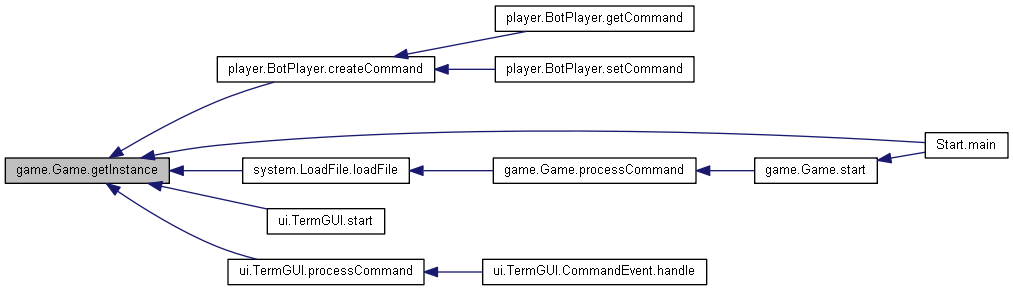 player.BotPlayer.getCommand
player.BotPlayer.createCommand
player.BotPlayer.setCommand
Start.main
game.Game.getInstance
system.LoadFile.loadFile
game.Game.processCommand
game.Game.start
ui.TermGUI.start
ui.TermGUI.processCommand
ui.TermGUI.CommandEvent.handle